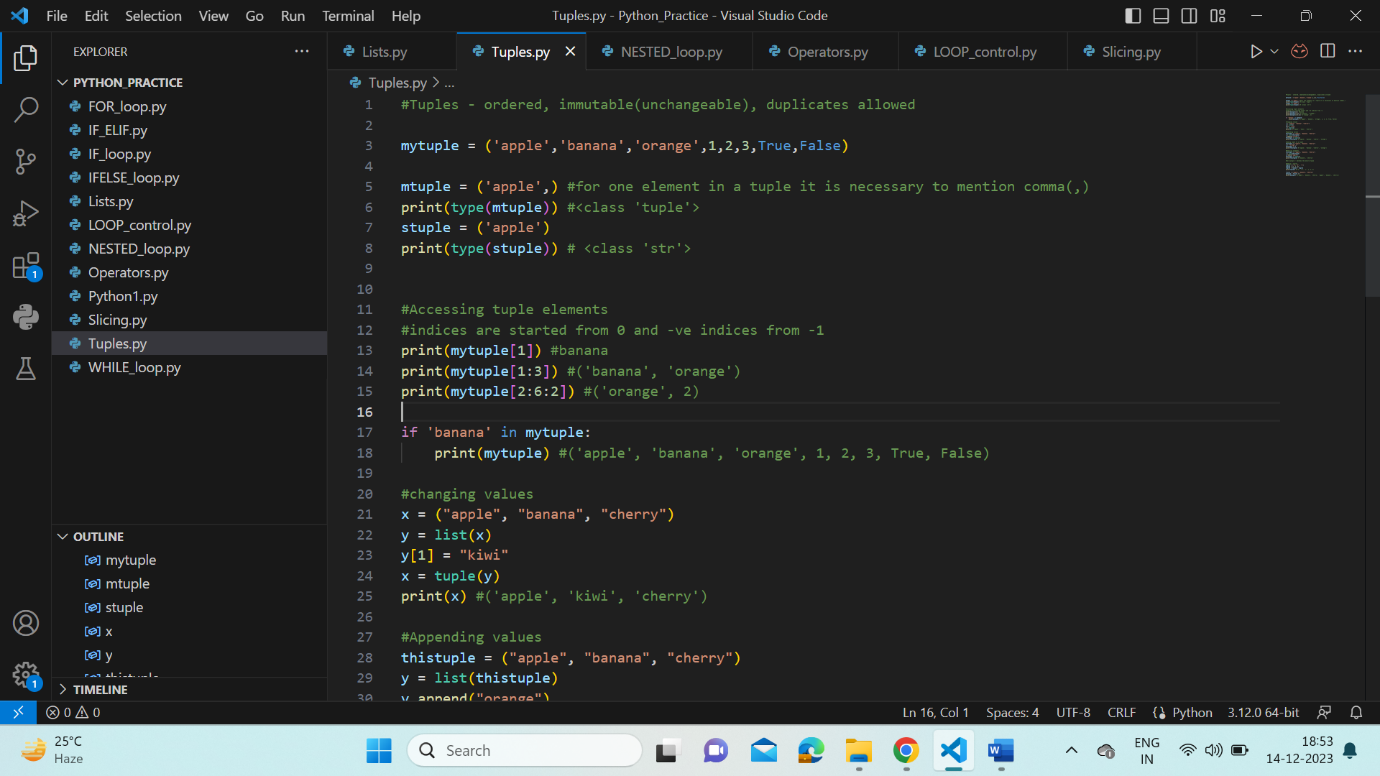 File Edit Selection View Go Run Terminal Help
Tuples.py - Python_Practice - Visual Studio Code
EXPLORER
PYTHON_PRACTICE
FOR_loop.py
IF_ELIF.py
IF_loop.py
IFELSE_loop.py
Lists.py
LOOP_control.py
NESTED_loop.py
Operators.py
Python1.py
Slicing.py
Tuples.py
WHILE_loop.py
OUTLINE
mytuple
mtuple
stuple
x
y
thistuple
TIMELINE
1
1
Lists.py Tuples.py NESTED_loop.py Operators.py LOOP_control.py Slicing.py
Tuples.py > ...
1 #Tuples - ordered, immutable(unchangeable), duplicates allowed
2
3 mytuple = ('apple','banana','orange',1,2,3,True,False)
4
5 mtuple = ('apple',) #for one element in a tuple it is necessary to mention comma(,)
6 print(type(mtuple)) #<class 'tuple'>
7 stuple = ('apple')
8 print(type(stuple)) # <class 'str'>
9
10
11 #Accessing tuple elements
12 #indices are started from 0 and -ve indices from -1
13 print(mytuple[1]) #banana
14 print(mytuple[1:3]) #('banana', 'orange')
15 print(mytuple[2:6:2]) #('orange', 2)
16
17 if 'banana' in mytuple:
18 print(mytuple) #('apple', 'banana', 'orange', 1, 2, 3, True, False)
19
20 #changing values
21 x = ("apple", "banana", "cherry")
22 y = list(x)
23 y[1] = "kiwi"
24 x = tuple(y)
25 print(x) #('apple', 'kiwi', 'cherry')
26
27 #Appending values
28 thistuple = ("apple", "banana", "cherry")
29 y = list(thistuple)
30 y.append("orange")
0 0
Ln 16, Col 1 Spaces: 4 UTF-8 CRLF Python 3.12.0 64-bit
25°C
Haze
Search
ENG
IN
18:53
14-12-2023